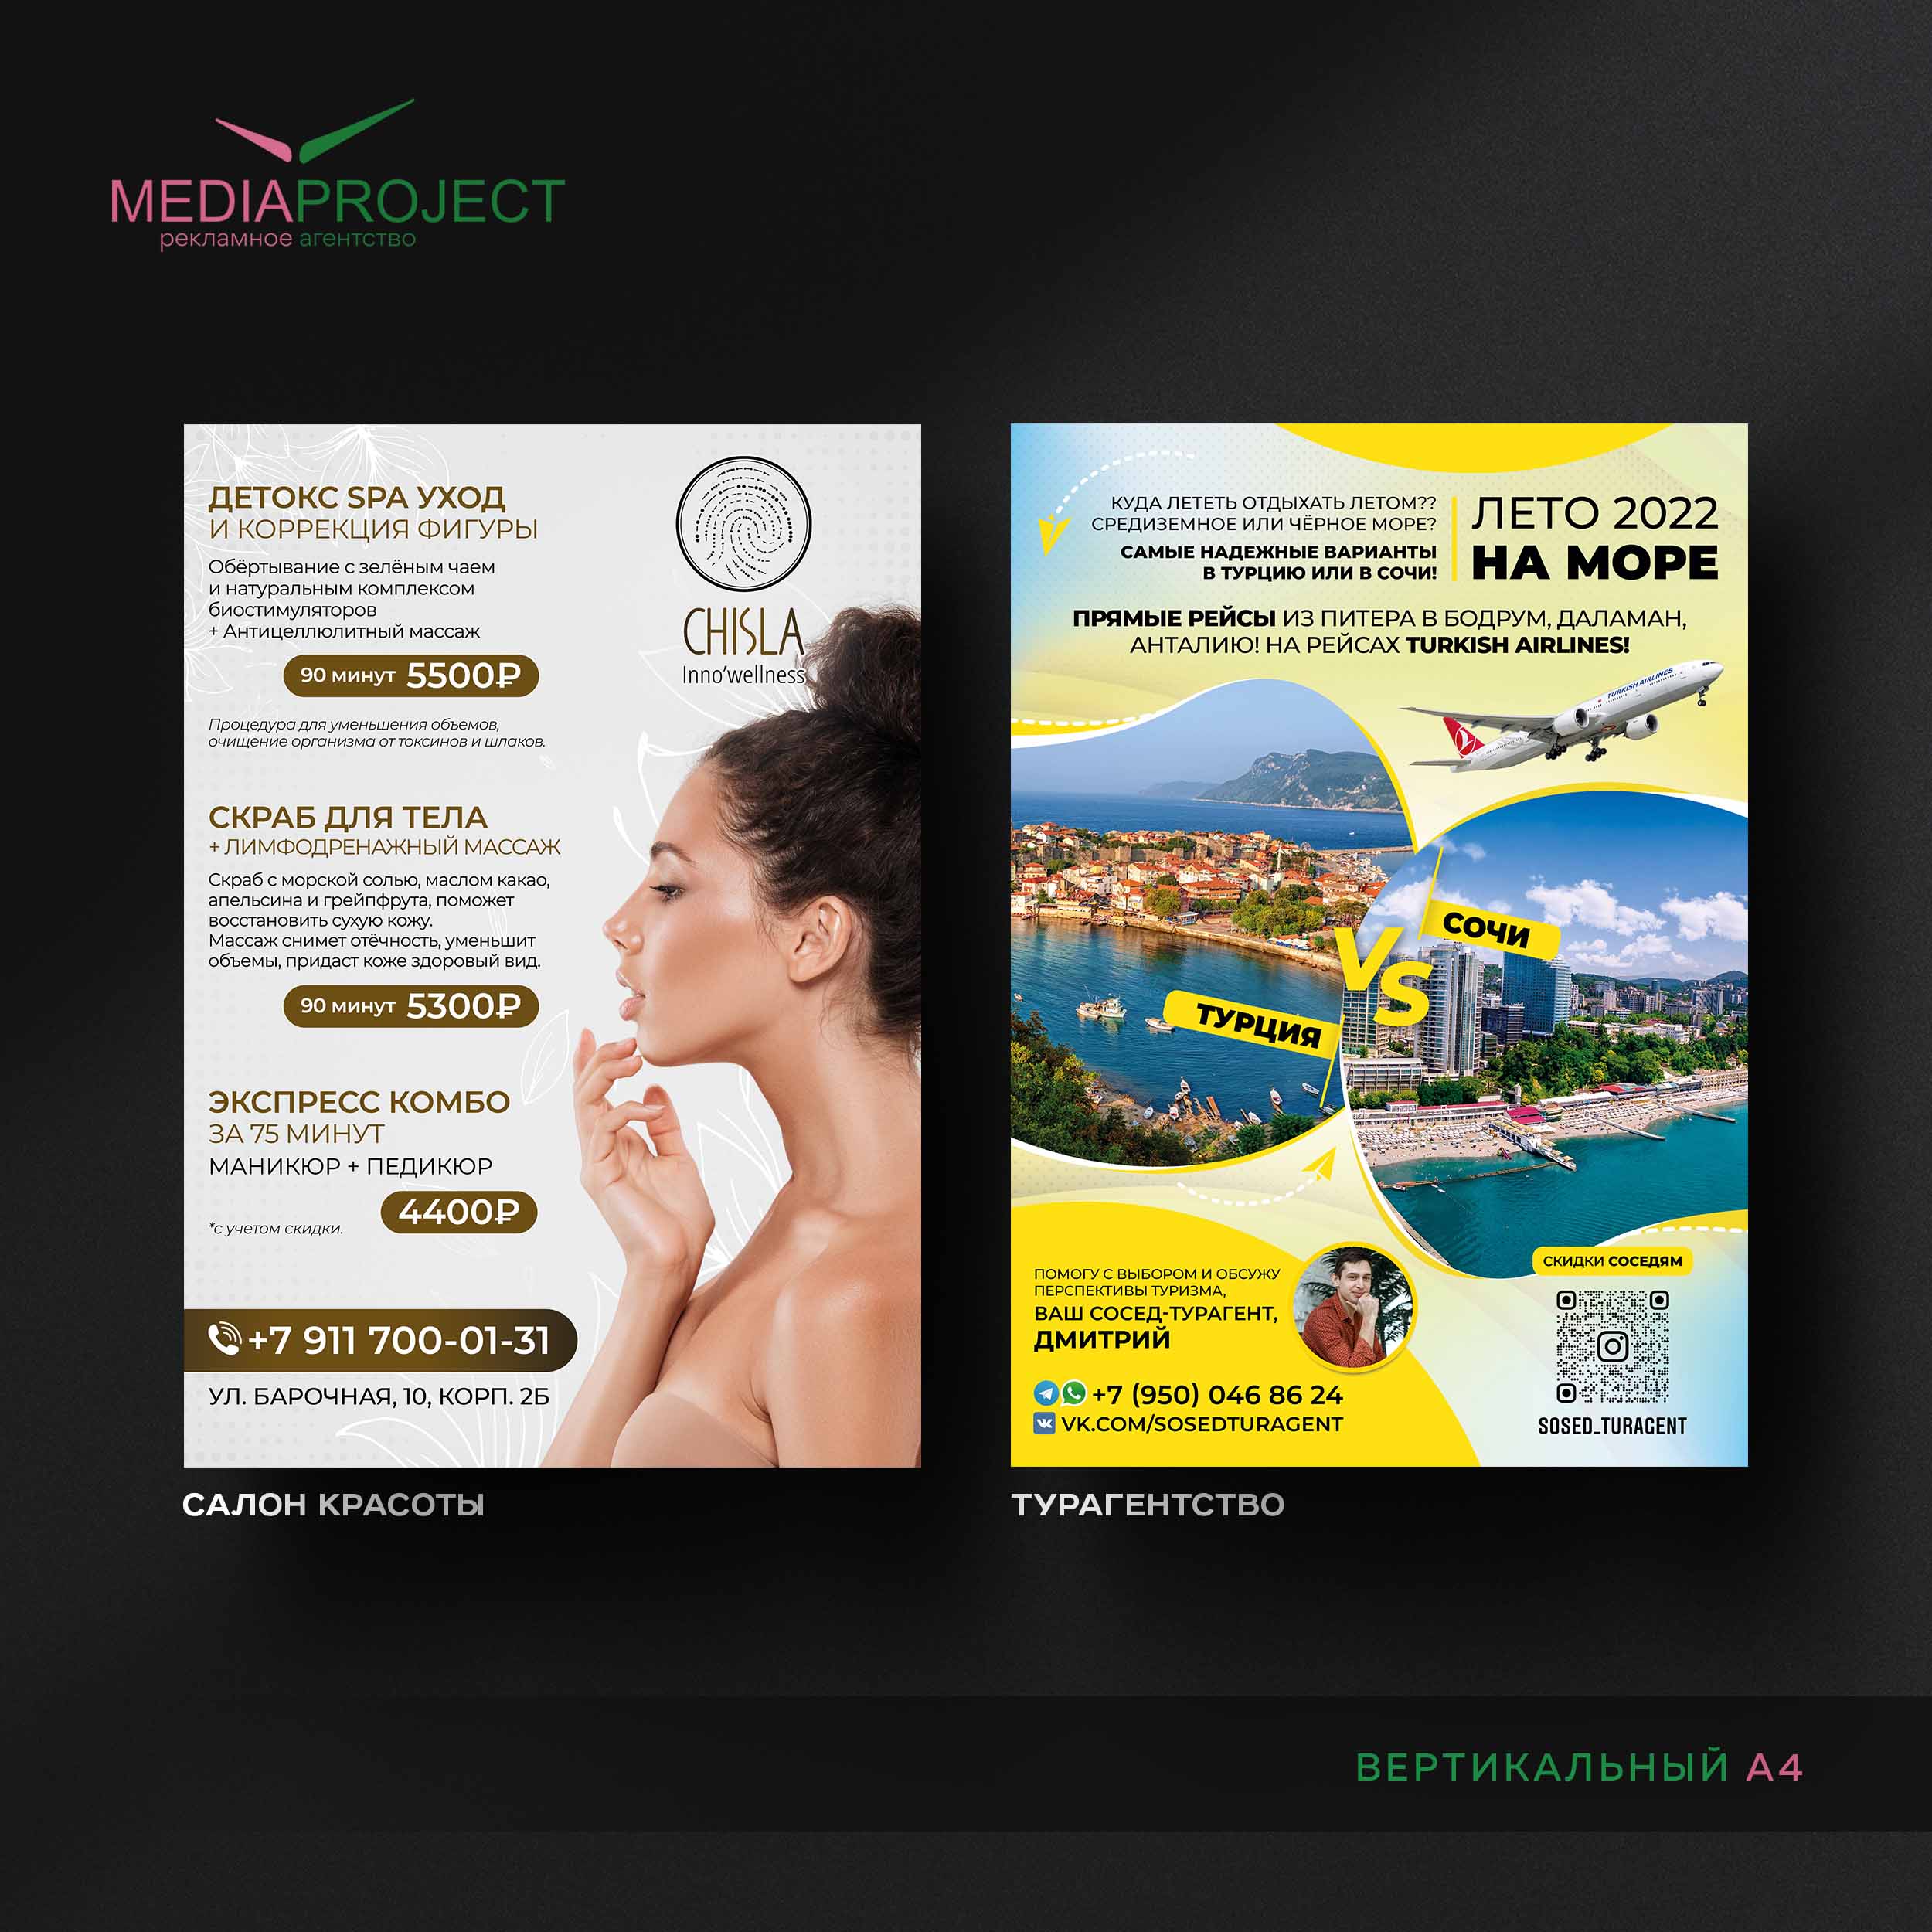 MEDIAPROJECT
рекламное агентство
ДЕТОКС SPA УХОД
И КОРРЕКЦИЯ ФИГУРЫ
Обёртывание с зелёным чаем
и натуральным комплексом
биостимуляторов
+ Антицеллюлитный массаж
90 минут 5500₽
Процедура для уменьшения объемов,
очищение организма от токсинов и шлаков.
CHISLA
Inno'wellness
СКРАБ ДЛЯ ТЕЛА
+ ЛИМФОДРЕНАЖНЫЙ МАССАЖ
Скраб с морской солью, маслом какао,
апельсина и грейпфрута, поможет
восстановить сухую кожу.
Массаж снимет отёчность, уменьшит
объемы, придаст коже здоровый вид.
90 минут 5300₽
ЭКСПРЕСС КОМБО
ЗА 75 МИНУТ
МАНИКЮР + ПЕДИКЮР
4400₽
*с учетом скидки.
+7 911 700-01-31
УЛ. БАРОЧНАЯ, 10, КОРП. 2Б
САЛОН КРАСОТЫ
КУДА ЛЕТЕТЬ ОТДЫХАТЬ ЛЕТОМ??
СРЕДИЗЕМНОЕ ИЛИ ЧЁРНОЕ МОРЕ?
САМЫЕ НАДЕЖНЫЕ ВАРИАНТЫ
В ТУРЦИЮ ИЛИ В СОЧИ!
ЛЕТО 2022
НА МОРЕ
ПРЯМЫЕ РЕЙСЫ ИЗ ПИТЕРА В БОДРУМ, ДАЛАМАН,
АНТАЛИЮ! НА РЕЙСАХ TURKISH AIRLINES!
TURKISH AIRLINES
СОЧИ
VS
ТУРЦИЯ
ПОМОГУ С ВЫБОРОМ И ОБСУЖУ
ПЕРСПЕКТИВЫ ТУРИЗМА,
ВАШ СОСЕД-ТУРАГЕНТ,
ДМИТРИЙ
+7 (950) 046 86 24
VK.COM/SOSEDTURAGENT
СКИДКИ СОСЕДЯМ
SOSED_TURAGENT
ТУРАГЕНТСТВО
ВЕРТИКАЛЬНЫЙ А4